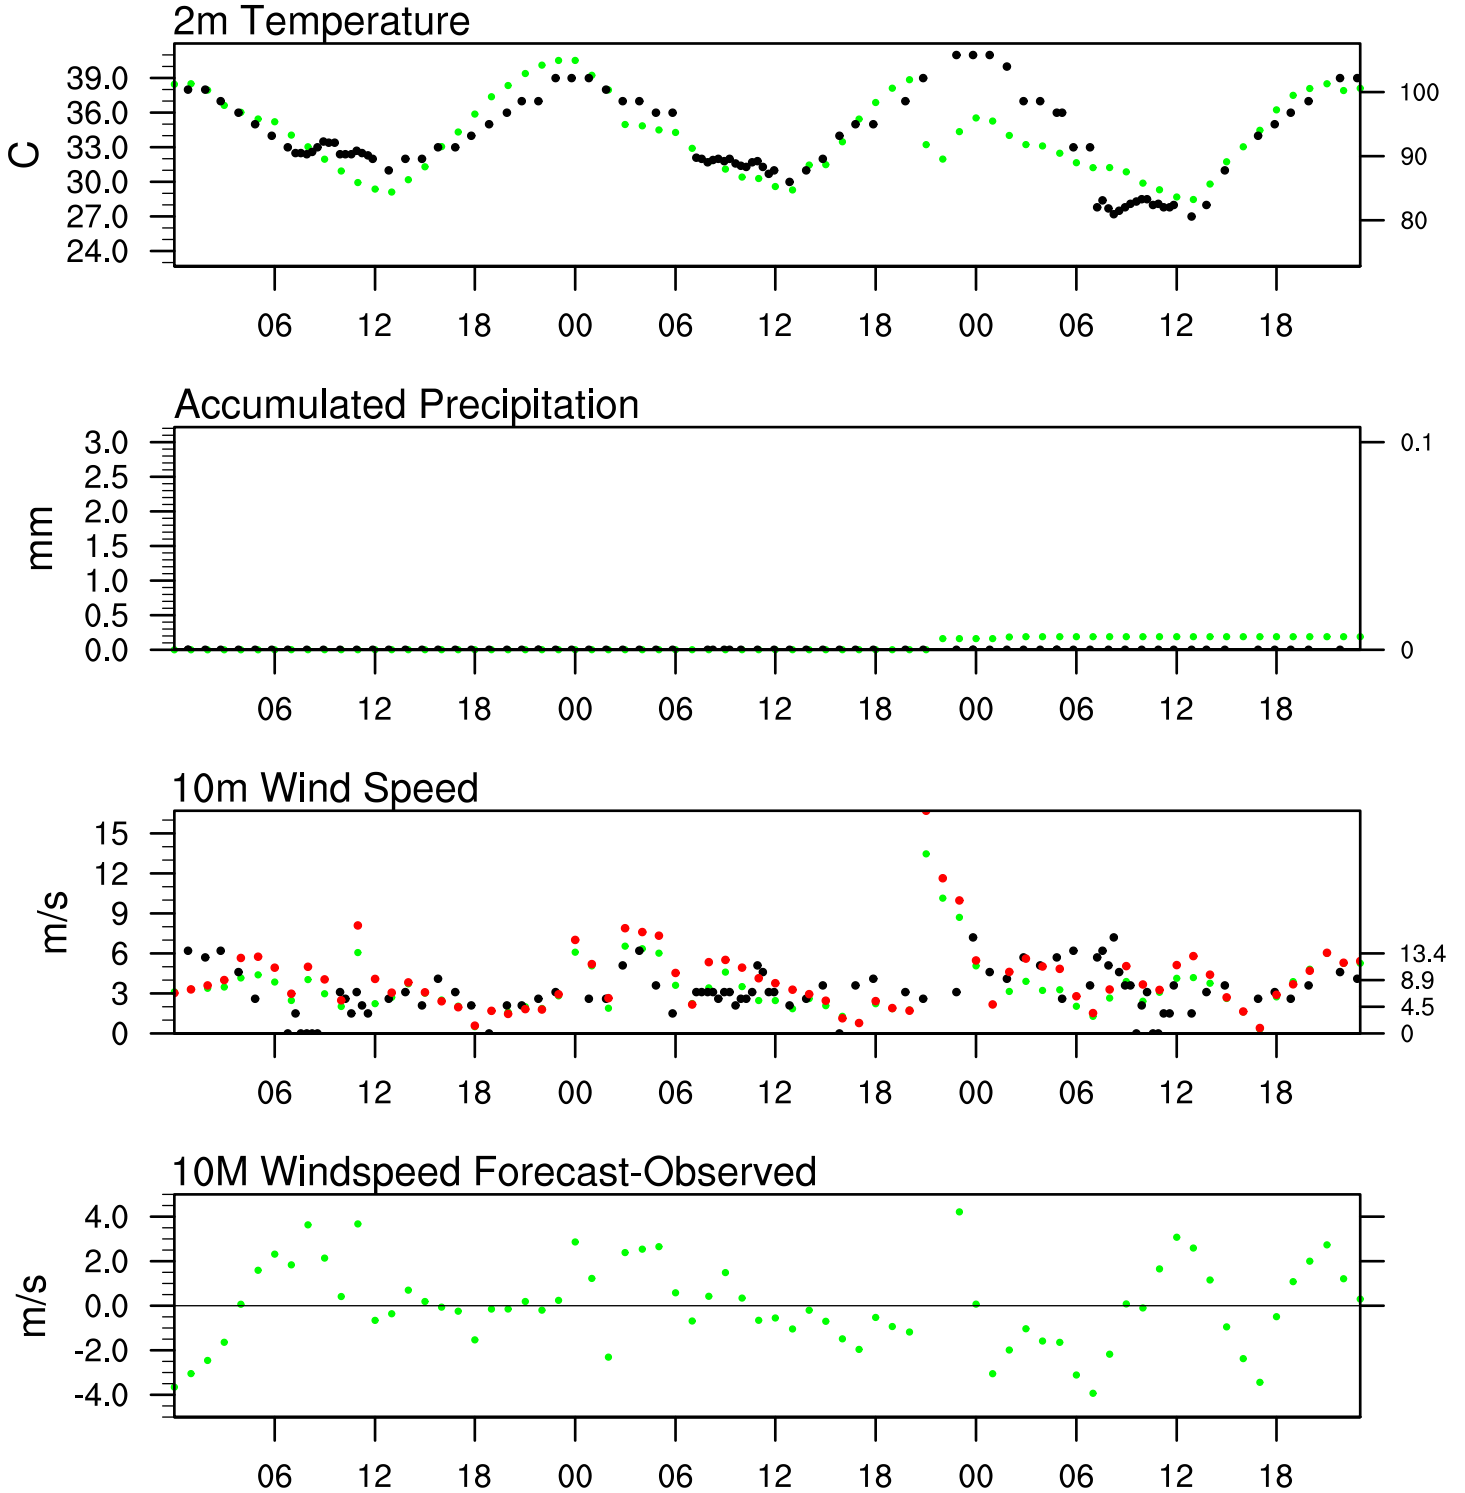 2m Temperature
39.0
36.0
33.0
30.0
27.0
24.0
C
100
90
80
06 12 18 00 06 12 18 00 06 12 18
Accumulated Precipitation
3.0
2.5
2.0
1.5
1.0
0.5
0.0
mm
0.1
0
06 12 18 00 06 12 18 00 06 12 18
10m Wind Speed
15
12
9
6
3
0
m/s
13.4
8.9
4.5
0
06 12 18 00 06 12 18 00 06 12 18
10M Windspeed Forecast-Observed
4.0
2.0
0.0
-2.0
-4.0
m/s
06 12 18 00 06 12 18 00 06 12 18